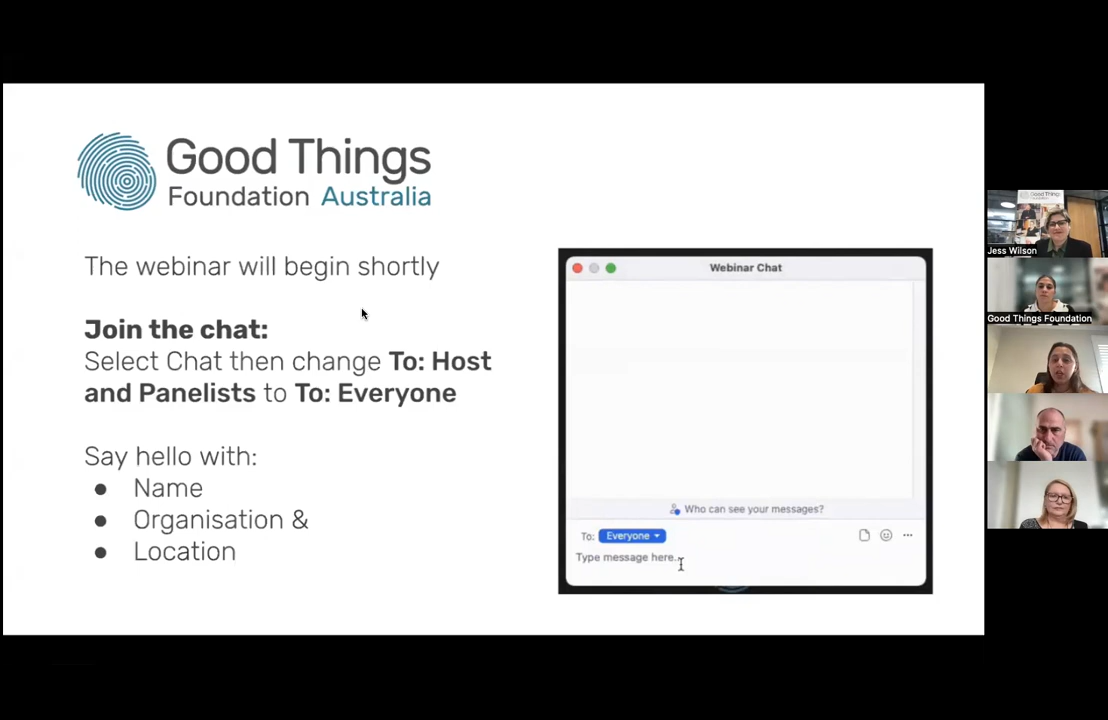 Good Things
Foundation Australia
The webinar will begin shortly
Join the chat:
Select Chat then change To: Host
and Panelists to To: Everyone
Say hello with:
● Name
● Organisation &
● Location
Webinar Chat
Who can see your messages?
To: Everyone
Type message here...
Jess Wilson
Good Things Foundation